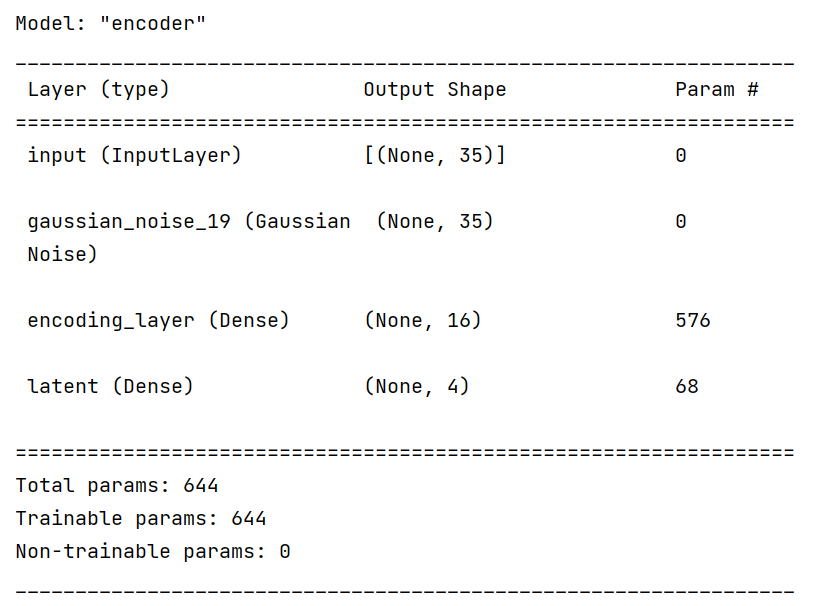 Model: "encoder"
_________________________________________________________________
 Layer (type)                Output Shape              Param #
=================================================================
 input (InputLayer)          [(None, 35)]              0
 gaussian_noise_19 (Gaussian  (None, 35)               0
 Noise)
 encoding_layer (Dense)      (None, 16)                576
 latent (Dense)              (None, 4)                 68
=================================================================
Total params: 644
Trainable params: 644
Non-trainable params: 0
_________________________________________________________________